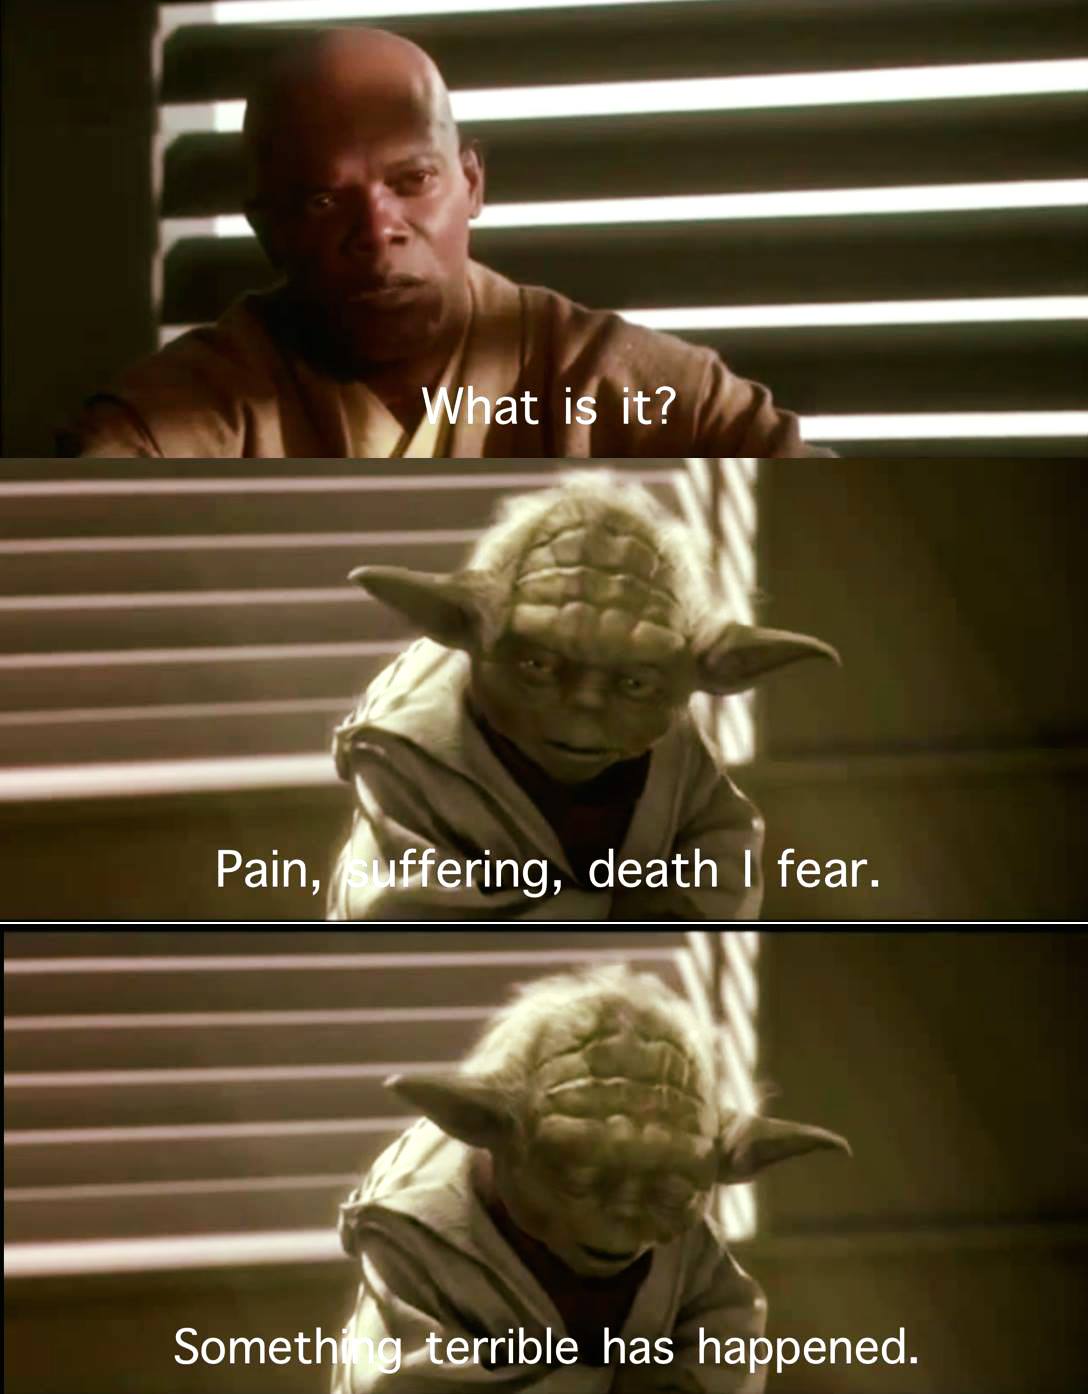 What is it?
Pain, suffering, death I fear.
Something terrible has happened.